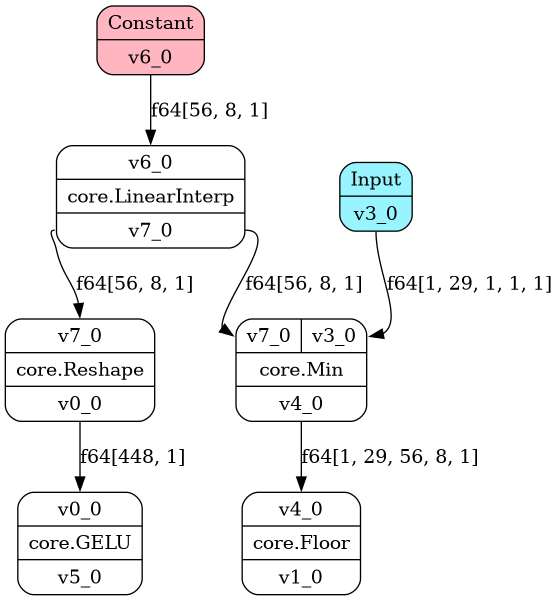 Constant
v6_0
f64[56, 8, 1]
v6_0
core.LinearInterp
v7_0
Input
v3_0
f64[56, 8, 1]
f64[56, 8, 1]
f64[1, 29, 1, 1, 1]
v7_0
core.Reshape
v0_0
v7_0 v3_0
core.Min
v4_0
f64[448, 1]
f64[1, 29, 56, 8, 1]
v0_0
core.GELU
v5_0
v4_0
core.Floor
v1_0